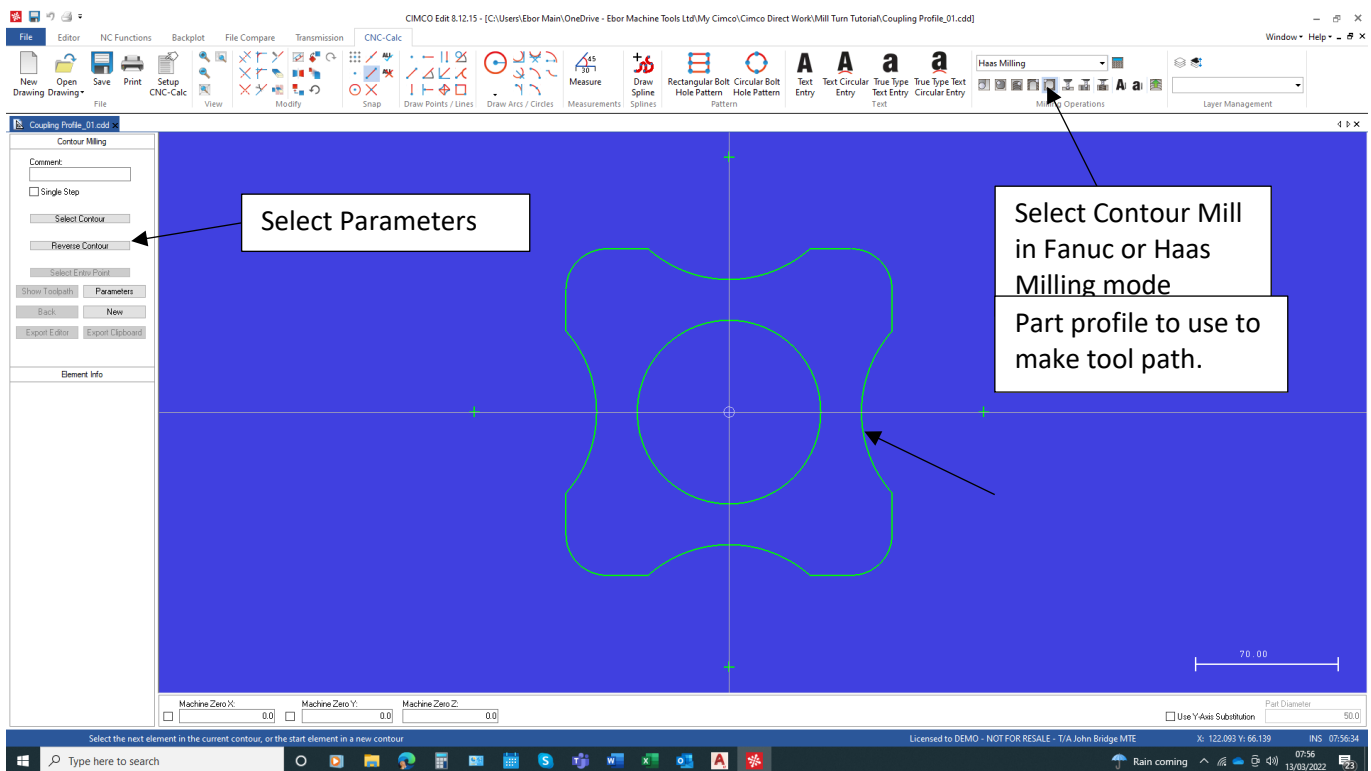 CIMCO Edit 8.12.15 - [C:\Users\Ebor Main\OneDrive - Ebor Machine Tools Ltd\My Cimco\Cimco Direct Work\Mill Turn Tutorial\Coupling Profile_01.cdd]
File Editor NC Functions Backplot File Compare Transmission CNC-Calc Window Help
New Drawing
Open Drawing
Save
Print
Setup CNC-Calc
Measure
Draw Spline
Rectangular Bolt Hole Pattern
Circular Bolt Hole Pattern
Text Entry
Text Circular Entry
True Type Text Entry
True Type Text Circular Entry
Haas Milling
File View Modify Snap Draw Points / Lines Draw Arcs / Circles Measurements Splines Pattern Text Milling Operations Layer Management
Coupling Profile_01.cdd
Contour Milling
Comment:
Single Step
Select Contour
Reverse Contour
Select Entry Point
Show Toolpath Parameters
Back New
Export Editor Export Clipboard
Element Info
Select Parameters
Select Contour Mill
in Fanuc or Haas
Milling mode
Part profile to use to
make tool path.
70.00
Machine Zero X: Machine Zero Y: Machine Zero Z: Part Diameter
0.0 0.0 0.0 Use Y-Axis Substitution 50.0
Select the next element in the current contour, or the start element in a new contour Licensed to DEMO - NOT FOR RESALE - T/A John Bridge MTE X: 122.093 Y: 66.139 INS 07:56:34
Type here to search Rain coming 07:56
13/03/2022 23